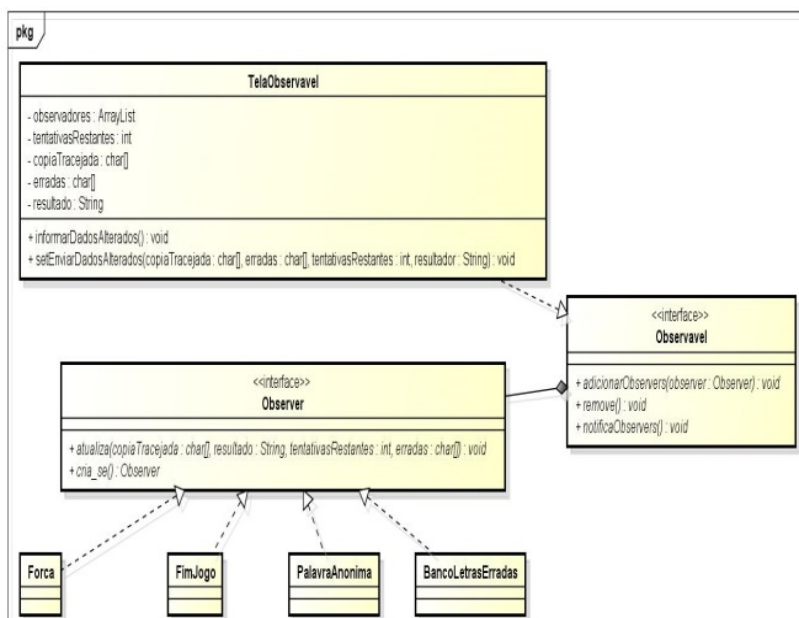 pkg
TelaObservavel
- observadores : ArrayList
- tentativasRestantes : int
- copiaTracejada : char[]
- erradas : char[]
- resultado : String
+ informarDadosAlterados() : void
+ setEnviarDadosAlterados(copiaTracejada : char[], erradas : char[], tentativasRestantes : int, resultador : String) : void
<<interface>>
Observavel
+ adicionarObservers(observer : Observer) : void
+ remove() : void
+ notificaObservers() : void
<<interface>>
Observer
+ atualiza(copiaTracejada : char[], resultado : String, tentativasRestantes : int, erradas : char[]) : void
+ cria_se() : Observer
Forca
FimJogo
PalavraAnonima
BancoLetrasErradas